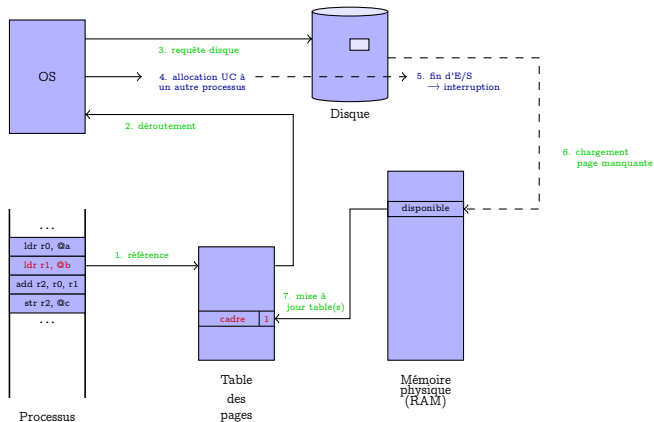 OS
3. requête disque
4. allocation UC á
un autre processus
5. fin d'E/S
→ interruption
Disque
2. déroutement
6. chargement
page manquante
disponible
...
ldr r0, @a
ldr r1, @b
add r2, r0, r1
str r2, @c
...
1. référence
7. mise à
jour table(s)
cadre 1
Processus
Table
des
pages
Mémoire
physique
(RAM)